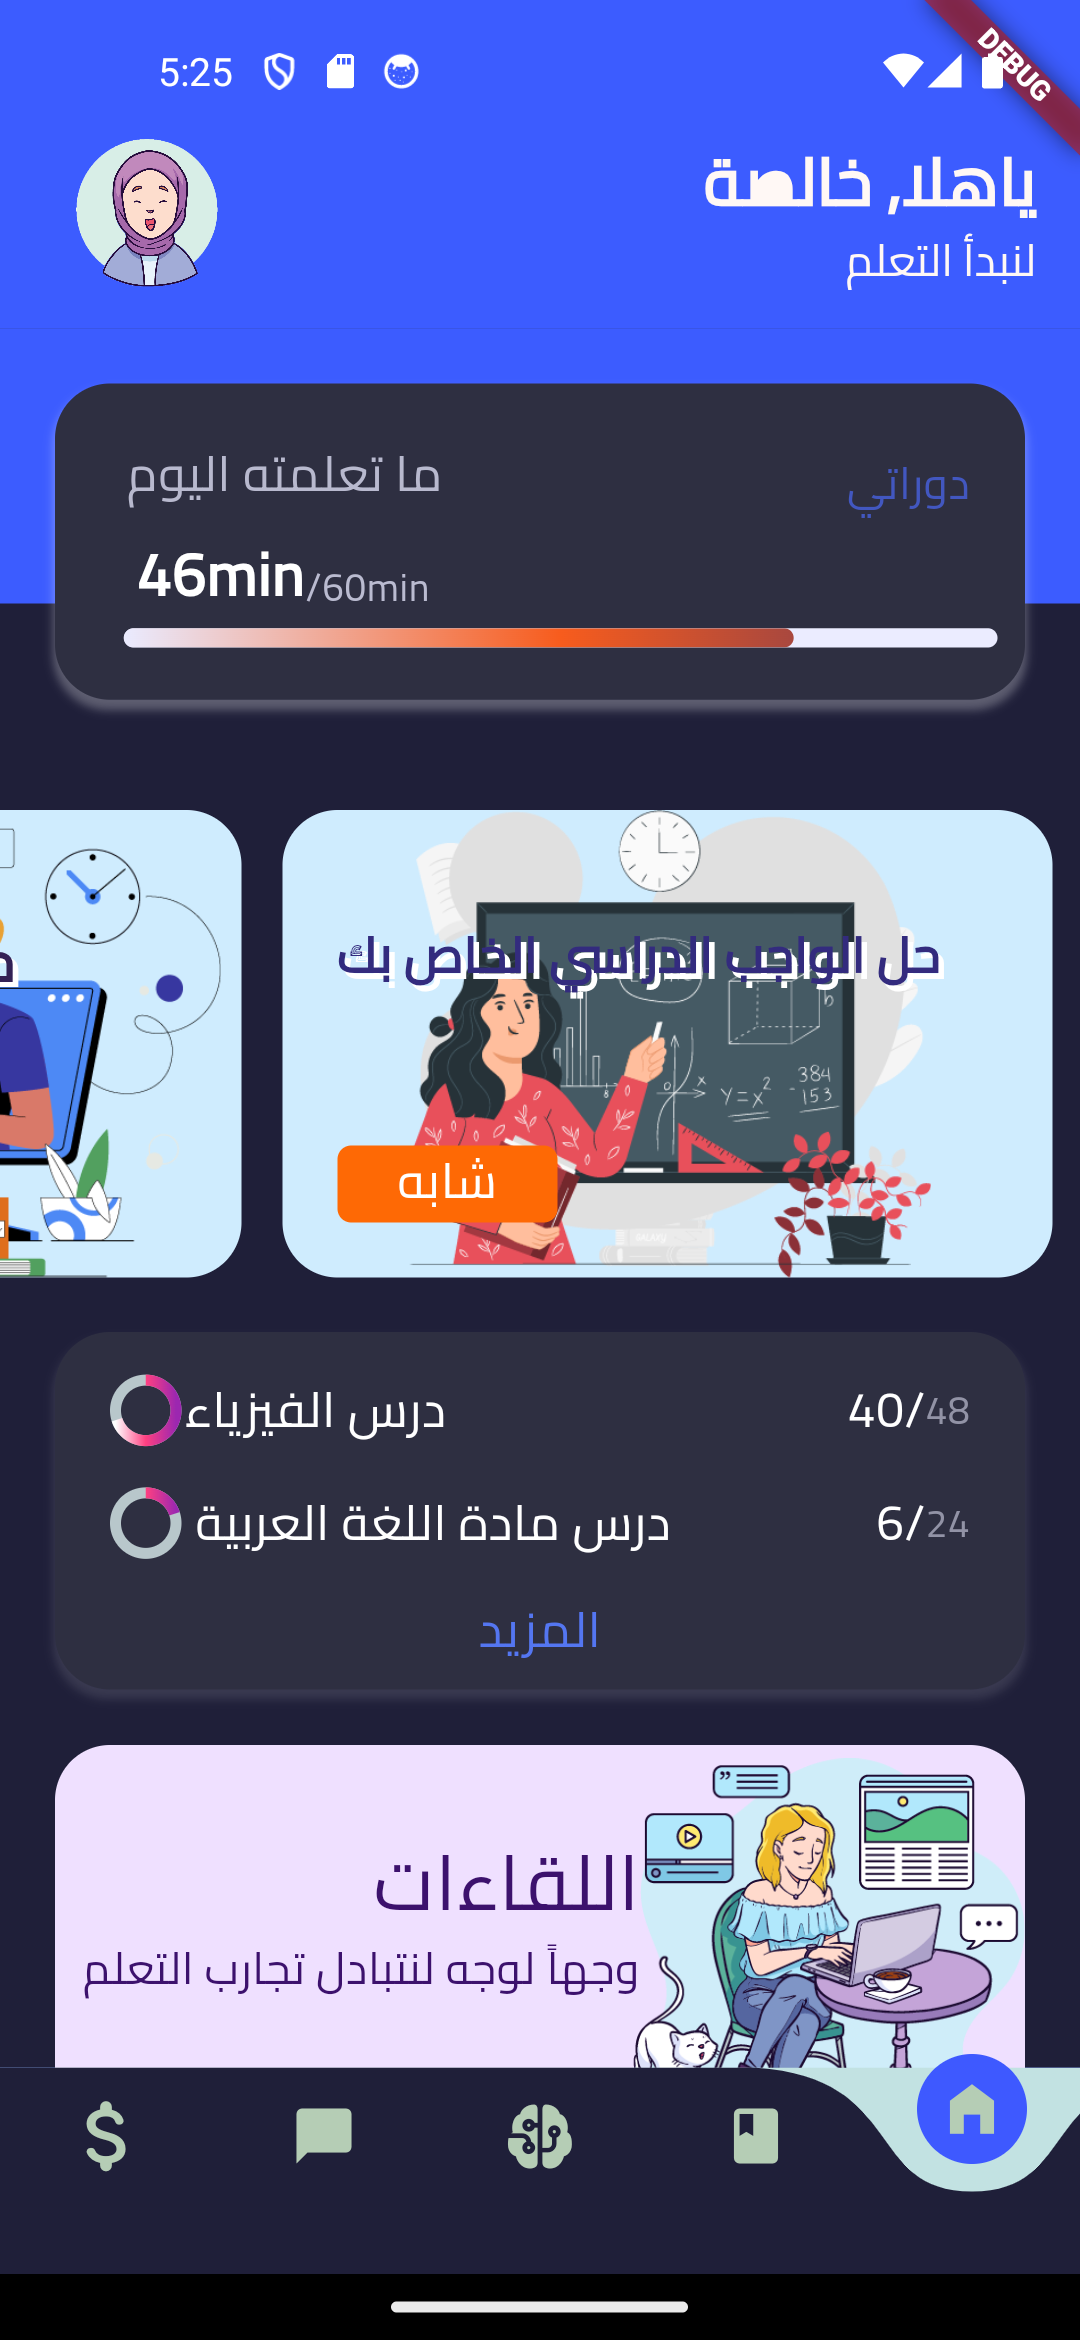 5:25
DEBUG
ياهلا, خالصة
لنبدأ التعلم
دوراتي
ما تعلمته اليوم
46min/60min
حل الواجب الدراسي الخاص بك
384
153
y=x²
b
شابه
درس الفيزياء
40/48
درس مادة اللغة العربية
6/24
المزيد
اللقاءات
وجهاً لوجه لنتبادل تجارب التعلم